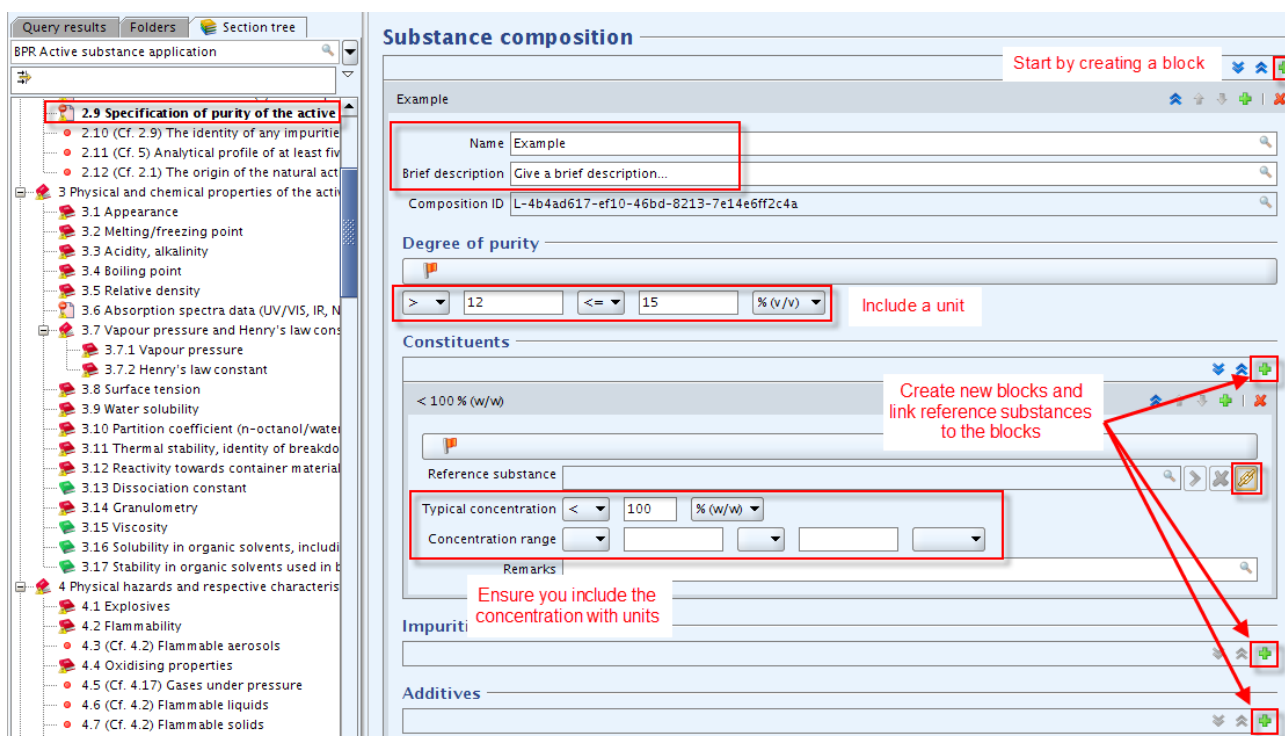 Query results Folders Section tree
BPR Active substance application
2.9 Specification of purity of the active
2.10 (Cf. 2.9) The identity of any impuritie
2.11 (Cf. 5) Analytical profile of at least fiv
2.12 (Cf. 2.1) The origin of the natural act
3 Physical and chemical properties of the activ
3.1 Appearance
3.2 Melting/freezing point
3.3 Acidity, alkalinity
3.4 Boiling point
3.5 Relative density
3.6 Absorption spectra data (UV/VIS, IR, N
3.7 Vapour pressure and Henry's law cons
3.7.1 Vapour pressure
3.7.2 Henry's law constant
3.8 Surface tension
3.9 Water solubility
3.10 Partition coefficient (n-octanol/water
3.11 Thermal stability, identity of breakdo
3.12 Reactivity towards container material
3.13 Dissociation constant
3.14 Granulometry
3.15 Viscosity
3.16 Solubility in organic solvents, includi
3.17 Stability in organic solvents used in b
4 Physical hazards and respective characteris
4.1 Explosives
4.2 Flammability
4.3 (Cf. 4.2) Flammable aerosols
4.4 Oxidising properties
4.5 (Cf. 4.17) Gases under pressure
4.6 (Cf. 4.2) Flammable liquids
4.7 (Cf. 4.2) Flammable solids
Substance composition
Start by creating a block
Example
Name Example
Brief description Give a brief description...
Composition ID L-4b4ad617-ef10-46bd-8213-7e14e6ff2c4a
Degree of purity
> 12 <= 15 % (v/v)
Include a unit
Constituents
< 100 % (w/w)
Create new blocks and
link reference substances
to the blocks
Reference substance
Typical concentration < 100 % (w/w)
Concentration range
Remarks
Ensure you include the
concentration with units
Impuriti
Additives